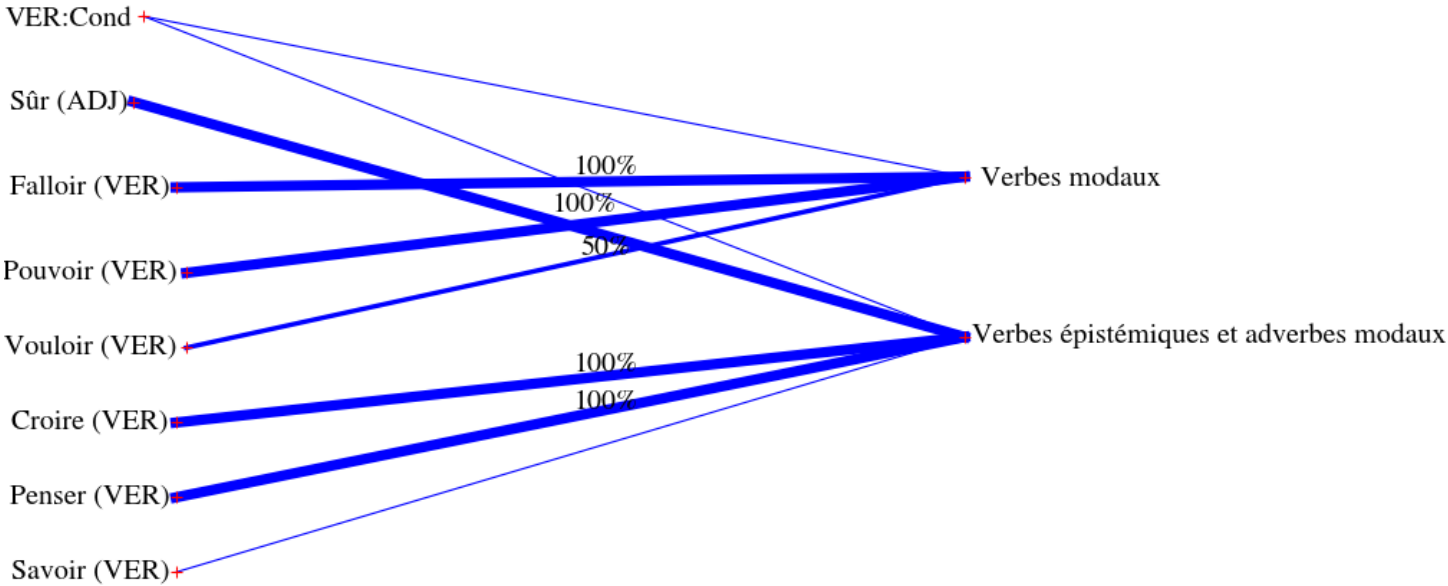 VER:Cond
Sûr (ADJ)
Falloir (VER)
100%
Verbes modaux
100%
50%
Pouvoir (VER)
Vouloir (VER)
Verbes épistémiques et adverbes modaux
100%
100%
Croire (VER)
Penser (VER)
Savoir (VER)